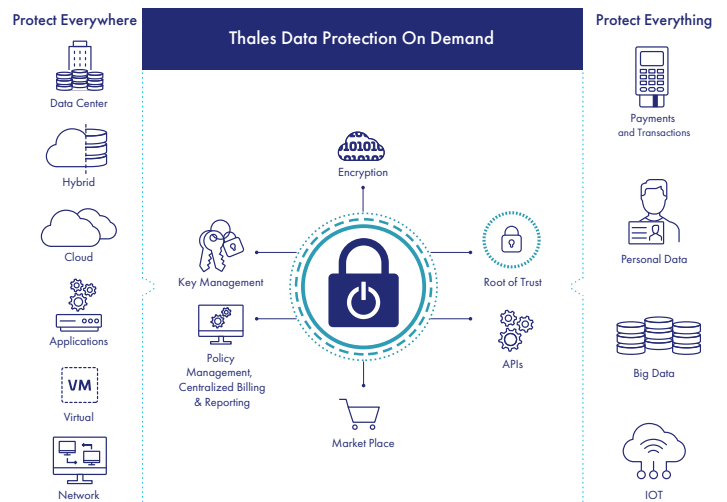 Protect Everywhere
Data Center
Hybrid
Cloud
Applications
VM
Virtual
Network
Thales Data Protection On Demand
10101
01010
Encryption
Key Management
Root of Trust
Policy
Management,
Centralized Billing
& Reporting
APIs
Market Place
Protect Everything
Payments
and Transactions
Personal Data
Big Data
IOT